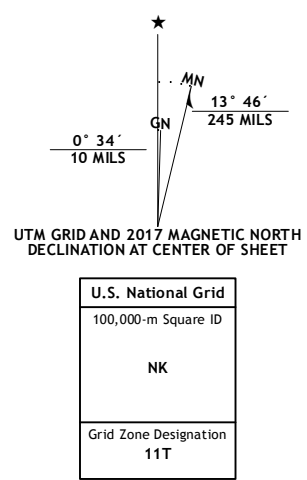 ★
MN
GN
13° 46´
245 MILS
0° 34´
10 MILS
UTM GRID AND 2017 MAGNETIC NORTH
DECLINATION AT CENTER OF SHEET
U.S. National Grid
100,000-m Square ID
NK
Grid Zone Designation
11T